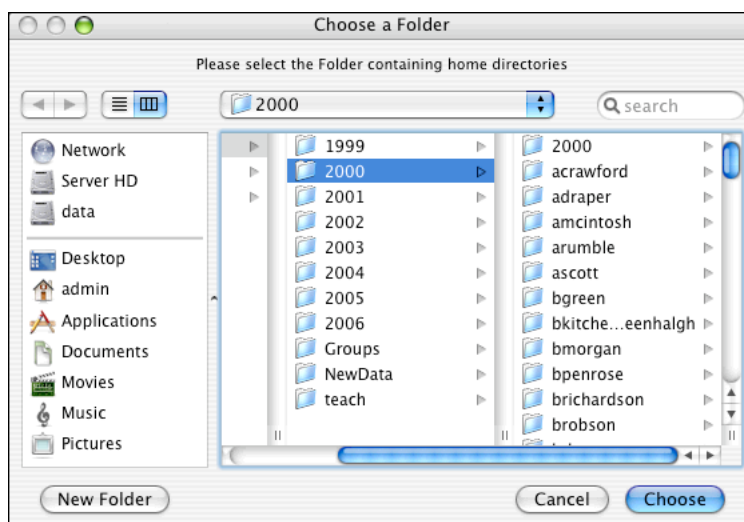 Choose a Folder
Please select the Folder containing home directories
2000
search
Network
Server HD
data
Desktop
admin
Applications
Documents
Movies
Music
Pictures
1999
2000
2001
2002
2003
2004
2005
2006
Groups
NewData
teach
2000
acrawford
adraper
amcintosh
arumble
ascott
bgreen
bkitche...eenhalgh
bmorgan
bpenrose
brichardson
brobson
New Folder
Cancel
Choose